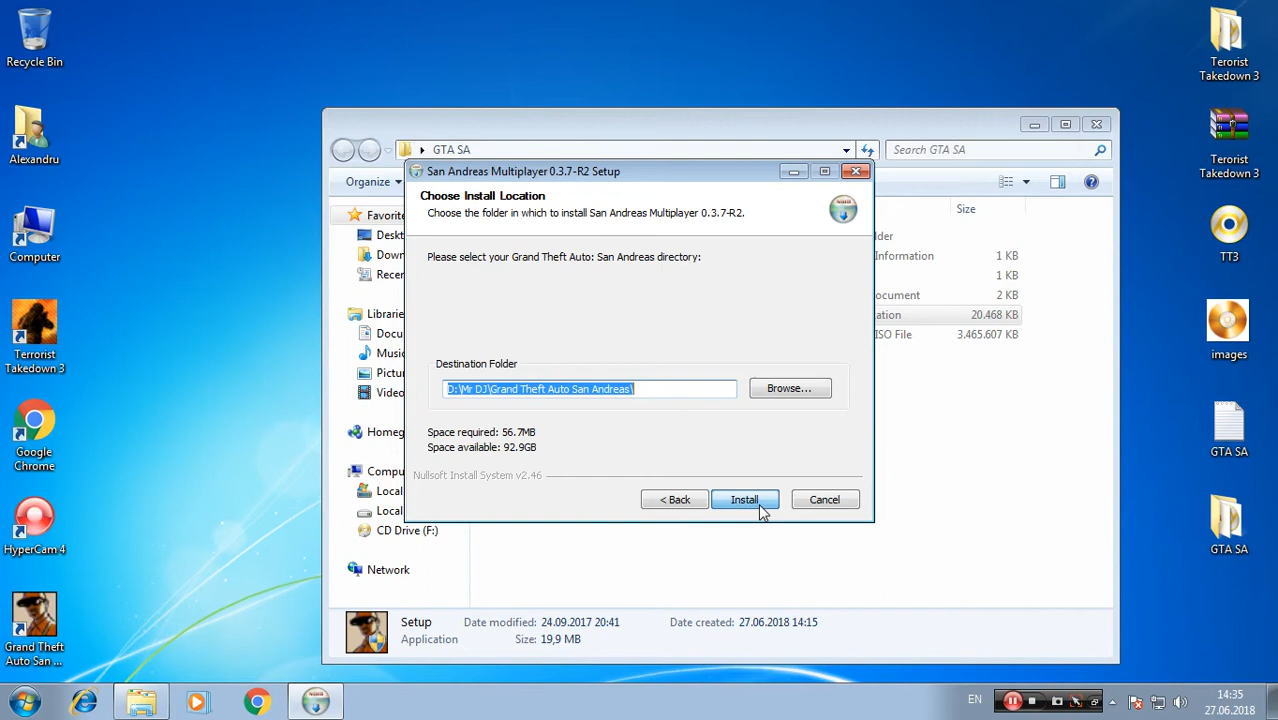 Recycle Bin
Alexandru
Computer
Terrorist
Takedown 3
Google
Chrome
HyperCam 4
Grand Theft
Auto San ...
GTA SA
Search GTA SA
Organize
Size
Favorite
Deskt
Down
Recen
Librarie
Docu
Music
Pictur
Video
Homeg
Compu
Local
Local
CD Drive (F:)
Network
lder
Information
1 KB
1 KB
ocument
2 KB
ation
20.468 KB
ISO File
3.465.607 KB
San Andreas Multiplayer 0.3.7-R2 Setup
Choose Install Location
Choose the folder in which to install San Andreas Multiplayer 0.3.7-R2.
Please select your Grand Theft Auto: San Andreas directory:
Destination Folder
D:\Mr DJ\Grand Theft Auto San Andreas\
Browse...
Space required: 56.7MB
Space available: 92.9GB
Nullsoft Install System v2.46
< Back
Install
Cancel
Setup
Application
Date modified: 24.09.2017 20:41
Size: 19,9 MB
Date created: 27.06.2018 14:15
Terorist
Takedown 3
Terorist
Takedown 3
TT3
images
GTA SA
GTA SA
EN
14:35
27.06.2018